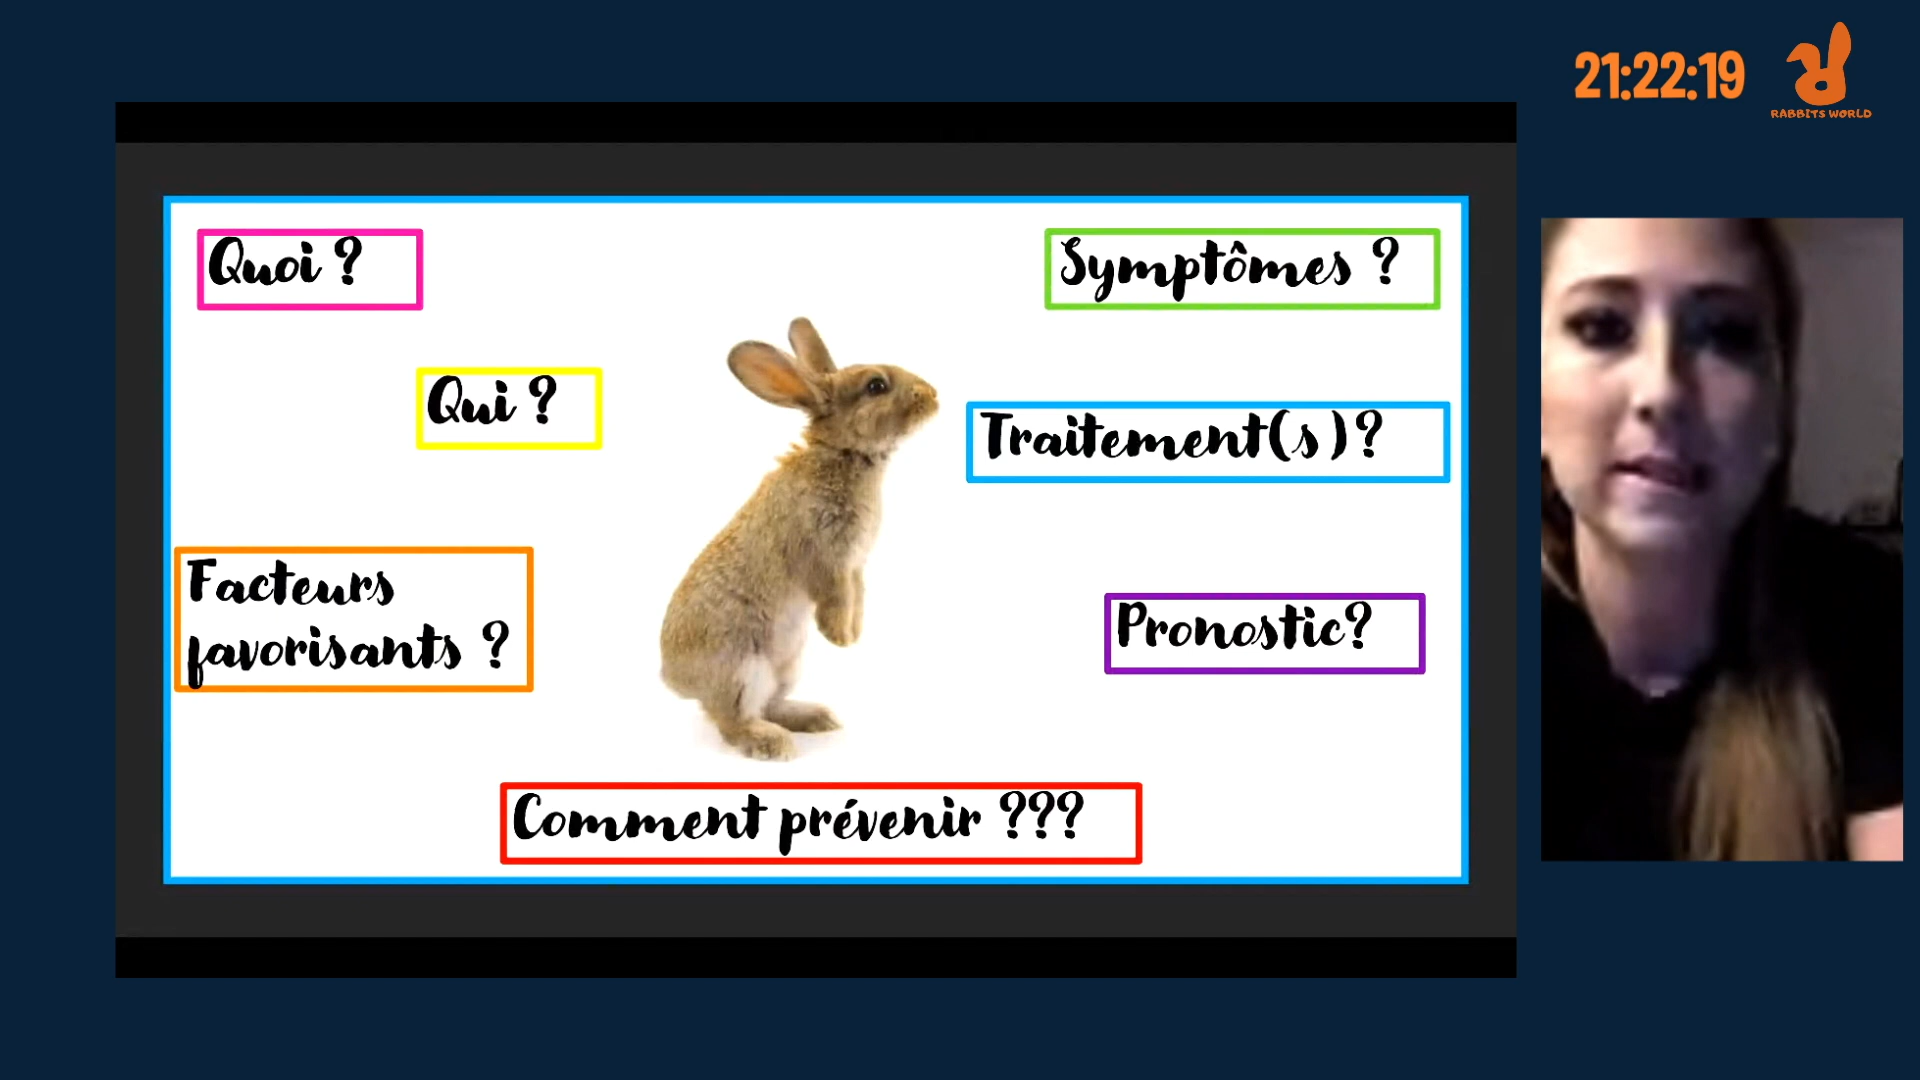 21:22:19
RABBITS WORLD
Quoi ?
Symptômes ?
Qui ?
Traitement(s)?
Facteurs
favorisants ?
Pronostic?
Comment prévenir ???